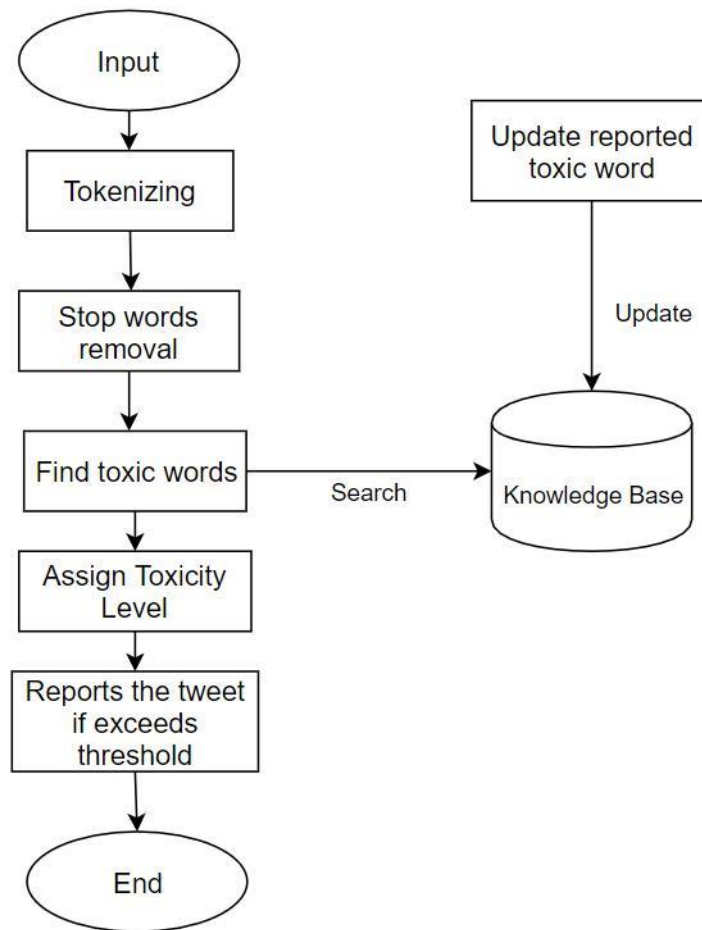 Input
Tokenizing
Stop words
removal
Find toxic words
Search
Assign Toxicity
Level
Reports the tweet
if exceeds
threshold
End
Update reported
toxic word
Update
Knowledge Base